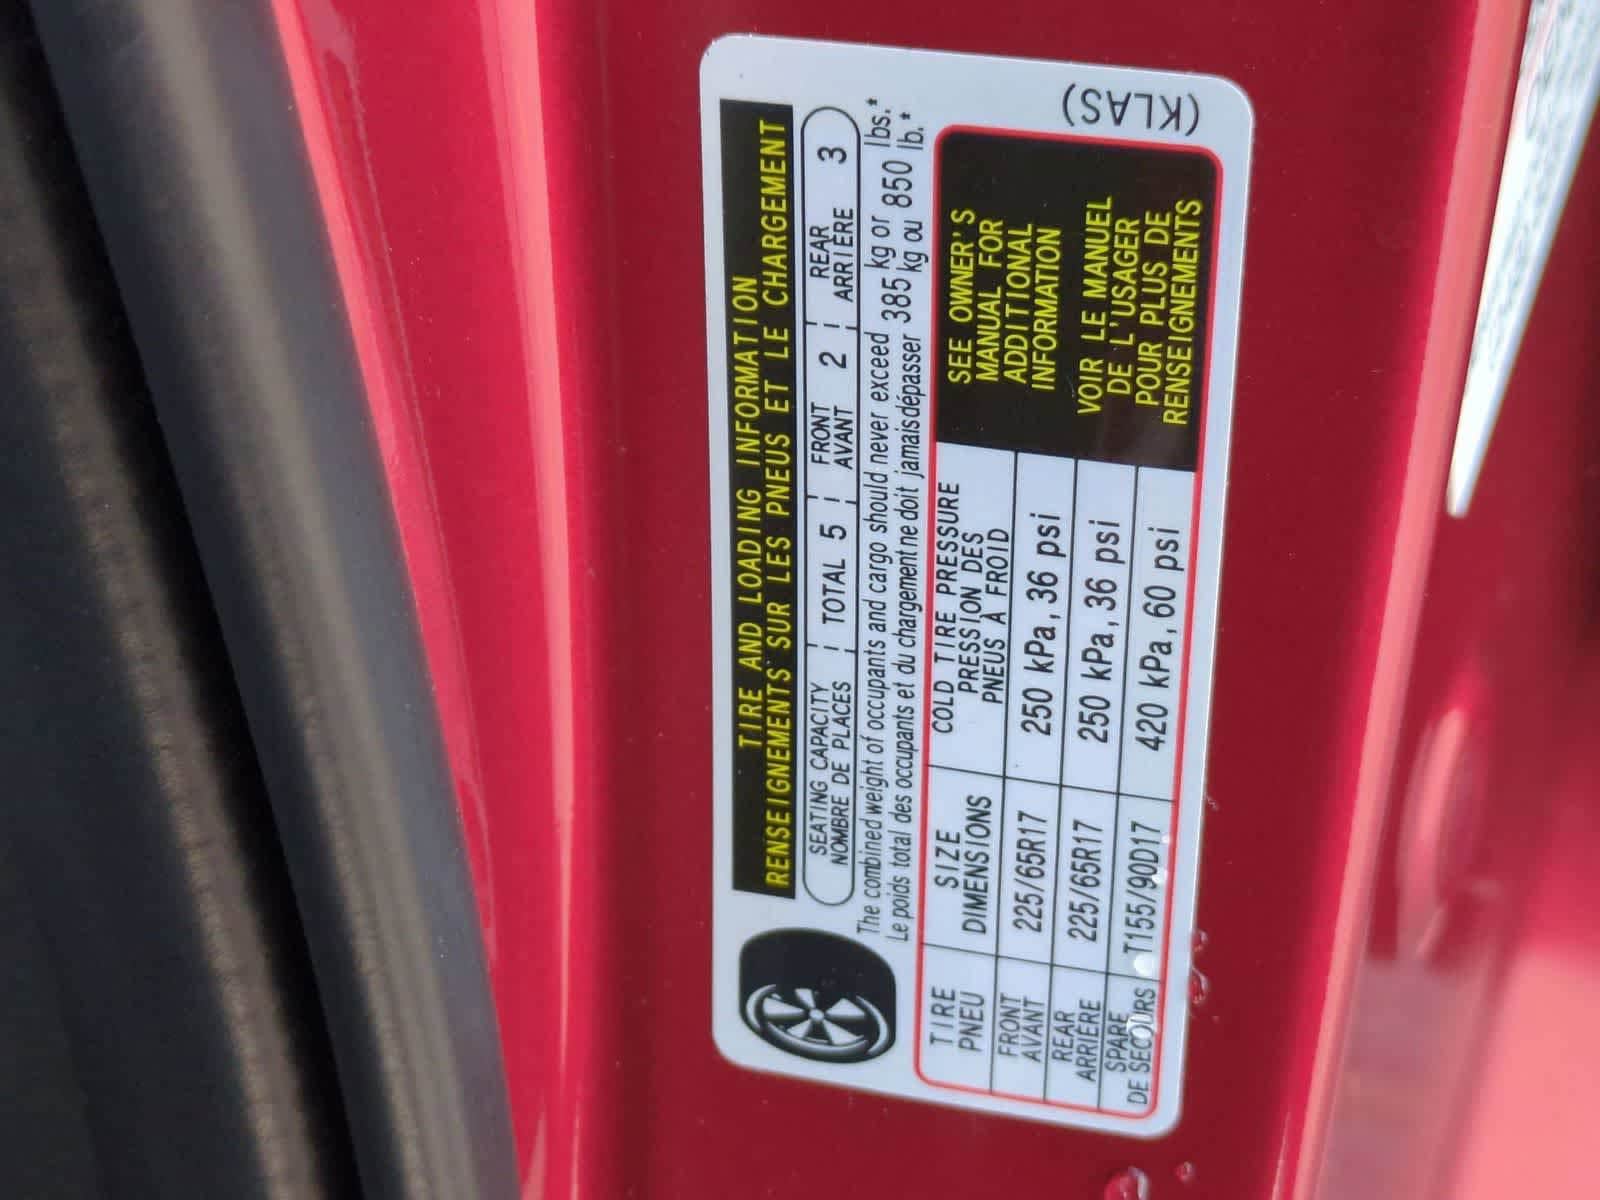 TIRE AND LOADING INFORMATION
RENSEIGNEMENTS SUR LES PNEUS ET LE CHARGEMENT
SEATING CAPACITY
NOMBRE DE PLACES
TOTAL 5
FRONT
AVANT
2
REAR
ARRIÈRE
3
The combined weight of occupants and cargo should never exceed 385 kg or 850 lbs.*
Le poids total des occupants et du chargement ne doit jamais dépasser 385 kg ou 850 lb.*
TIRE
PNEU
SIZE
DIMENSIONS
COLD TIRE PRESSURE
PRESSION DES
PNEUS À FROID
FRONT
AVANT
225/65R17
250 kPa, 36 psi
REAR
ARRIÈRE
225/65R17
250 kPa, 36 psi
SPARE
DE SECOURS
T155/90D17
420 kPa, 60 psi
SEE OWNER'S
MANUAL FOR
ADDITIONAL
INFORMATION
VOIR LE MANUEL
DE L'USAGER
POUR PLUS DE
RENSEIGNEMENTS
(KLAS)